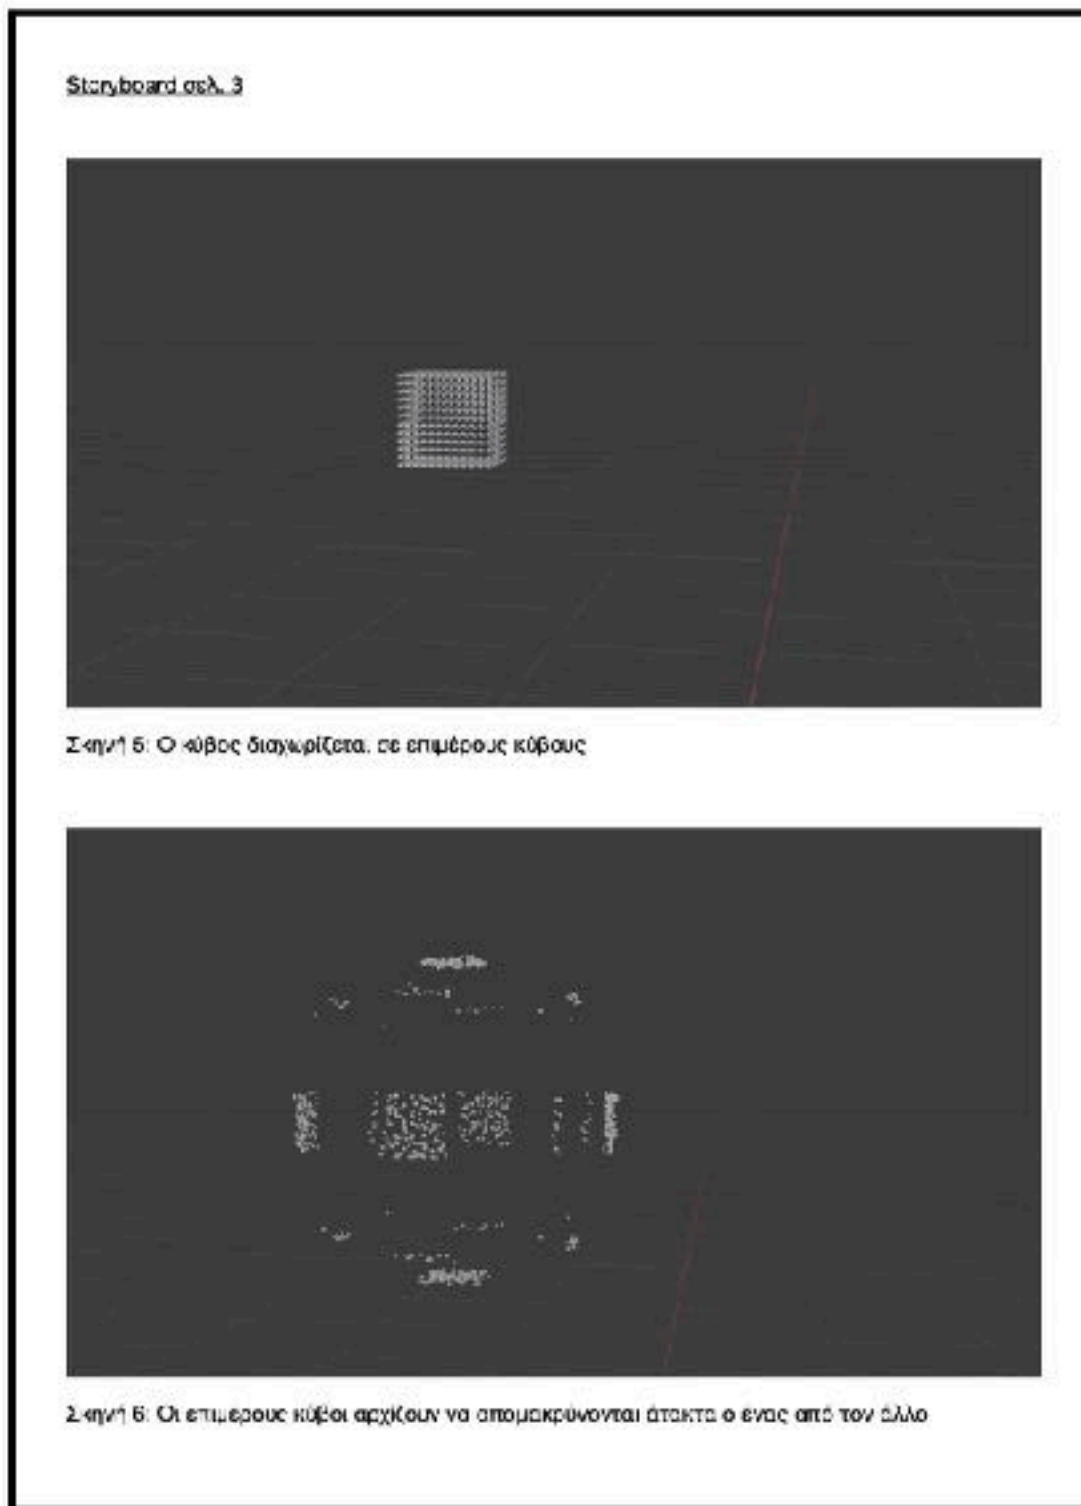 Storyboard σελ. 3
Σκηνή 5: Ο κύβος διαχωρίζεται σε επιμέρους κύβους
Σκηνή 6: Οι επιμέρους κύβοι αρχίζουν να απομακρύνονται άτακτα ο ένας από τον άλλο